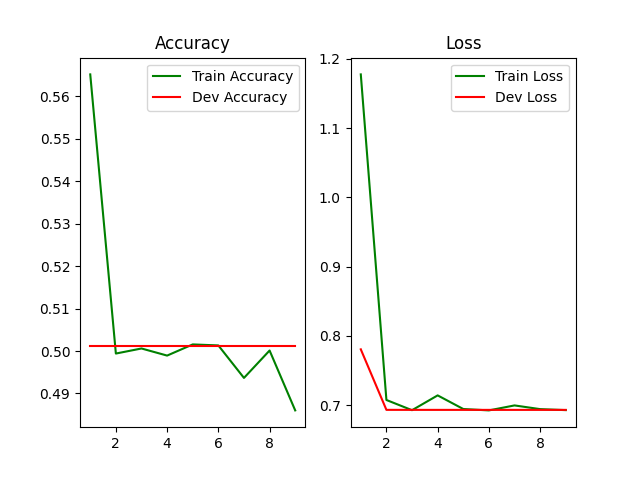 Accuracy
Train Accuracy
Dev Accuracy
0.56
0.55
0.54
0.53
0.52
0.51
0.50
0.49
2 4 6 8
Loss
Train Loss
Dev Loss
1.2
1.1
1.0
0.9
0.8
0.7
2 4 6 8